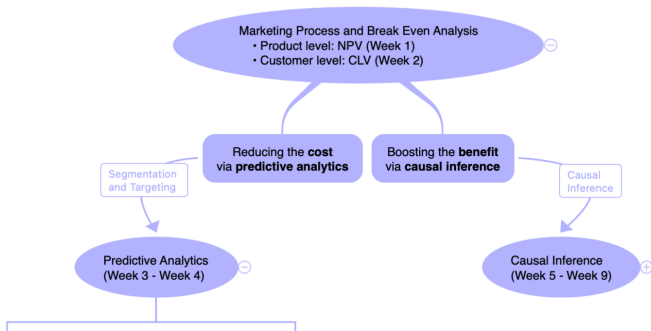 Marketing Process and Break Even Analysis
• Product level: NPV (Week 1)
• Customer level: CLV (Week 2)
Reducing the cost
via predictive analytics
Boosting the benefit
via causal inference
Segmentation
and Targeting
Causal
Inference
Predictive Analytics
(Week 3 - Week 4)
Causal Inference
(Week 5 - Week 9)